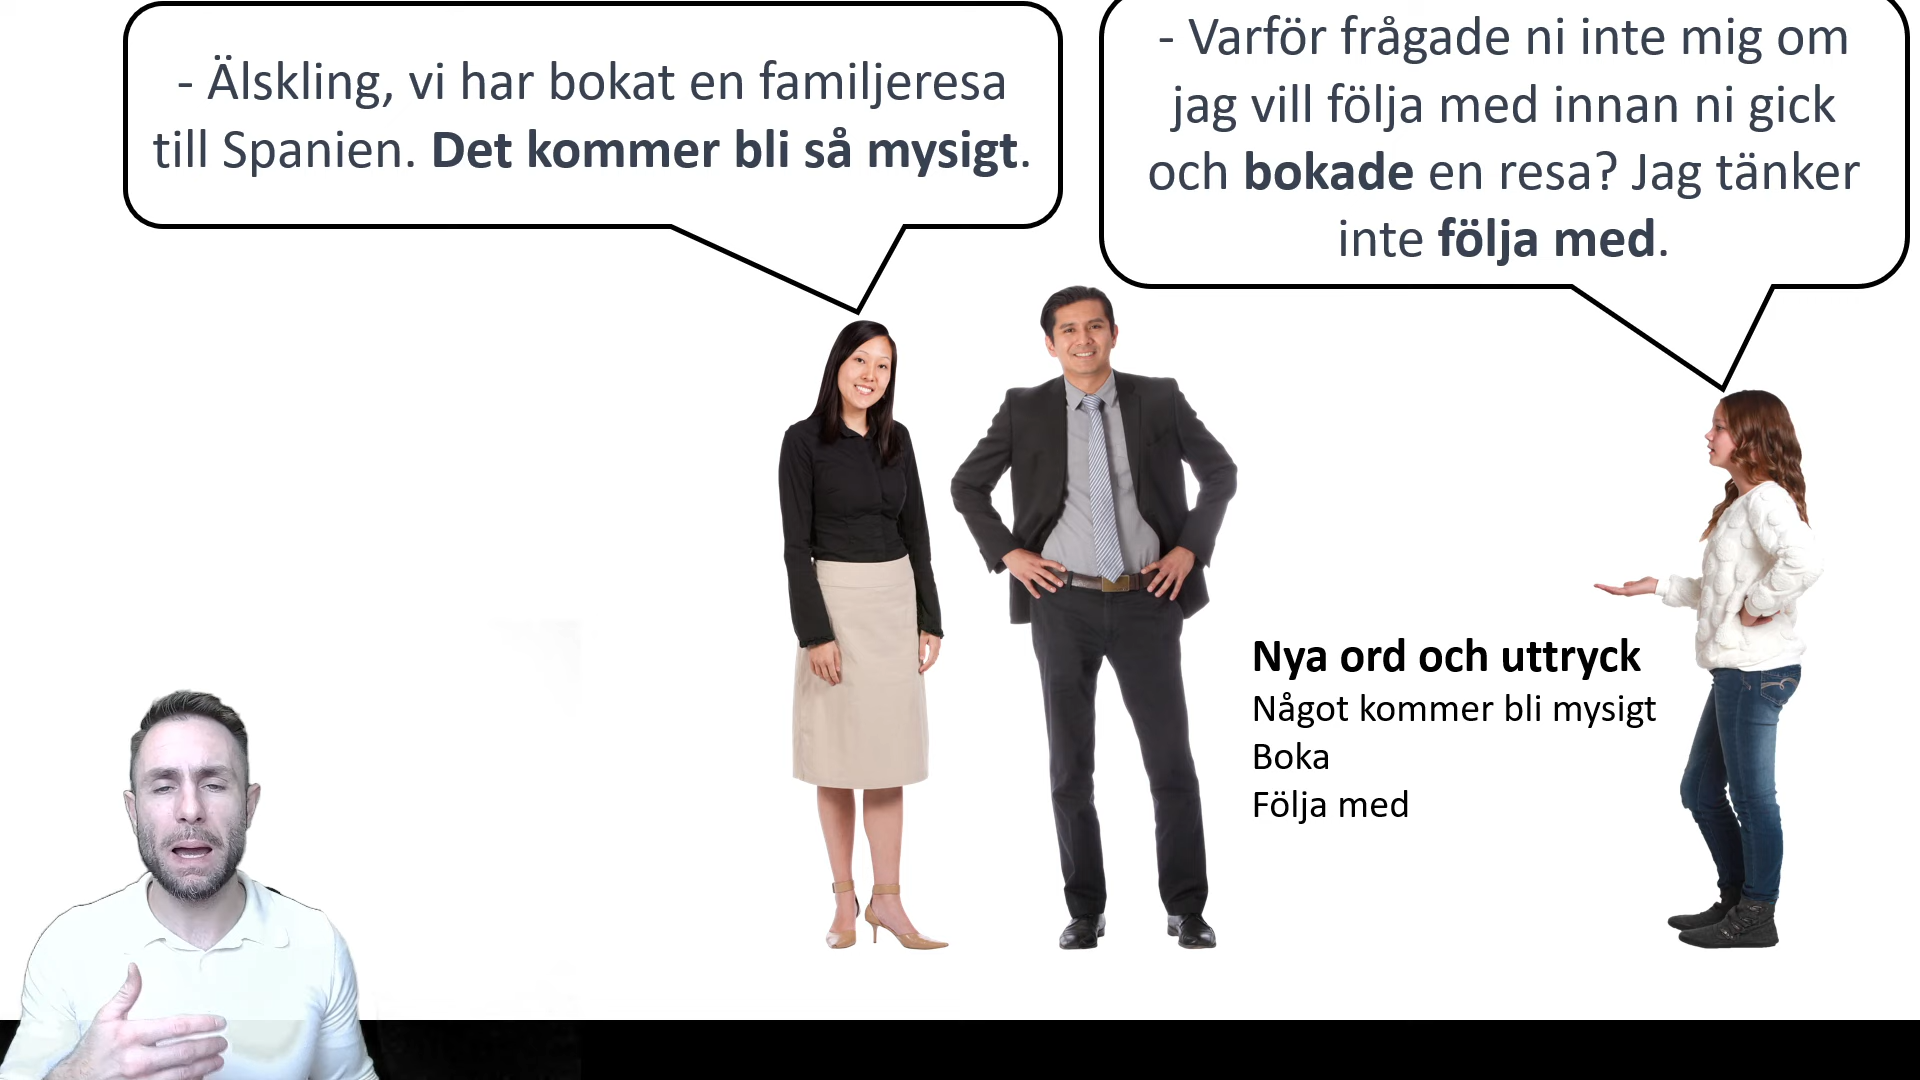 - Älskling, vi har bokat en familjeresa
till Spanien. Det kommer bli så mysigt.
- Varför frågade ni inte mig om
jag vill följa med innan ni gick
och bokade en resa? Jag tänker
inte följa med.
Nya ord och uttryck
Något kommer bli mysigt
Boka
Följa med